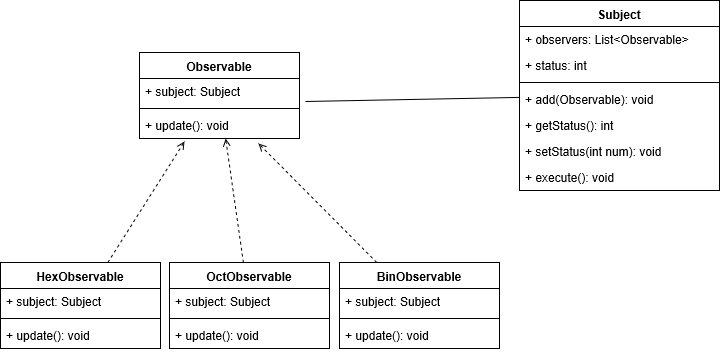 Subject
+ observers: List<Observable>
+ status: int
+ add(Observable): void
+ getStatus(): int
+ setStatus(int num): void
+ execute(): void
Observable
+ subject: Subject
+ update(): void
HexObservable
+ subject: Subject
+ update(): void
OctObservable
+ subject: Subject
+ update(): void
BinObservable
+ subject: Subject
+ update(): void